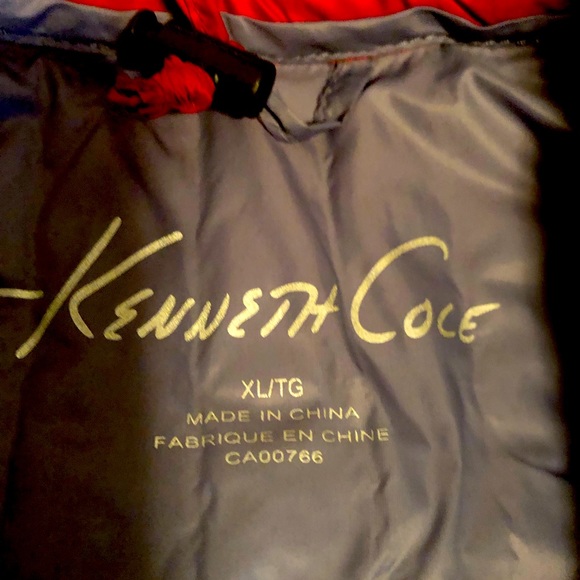 KENNETH COLE
XL/TG
MADE IN CHINA
FABRIQUE EN CHINE
CA00766